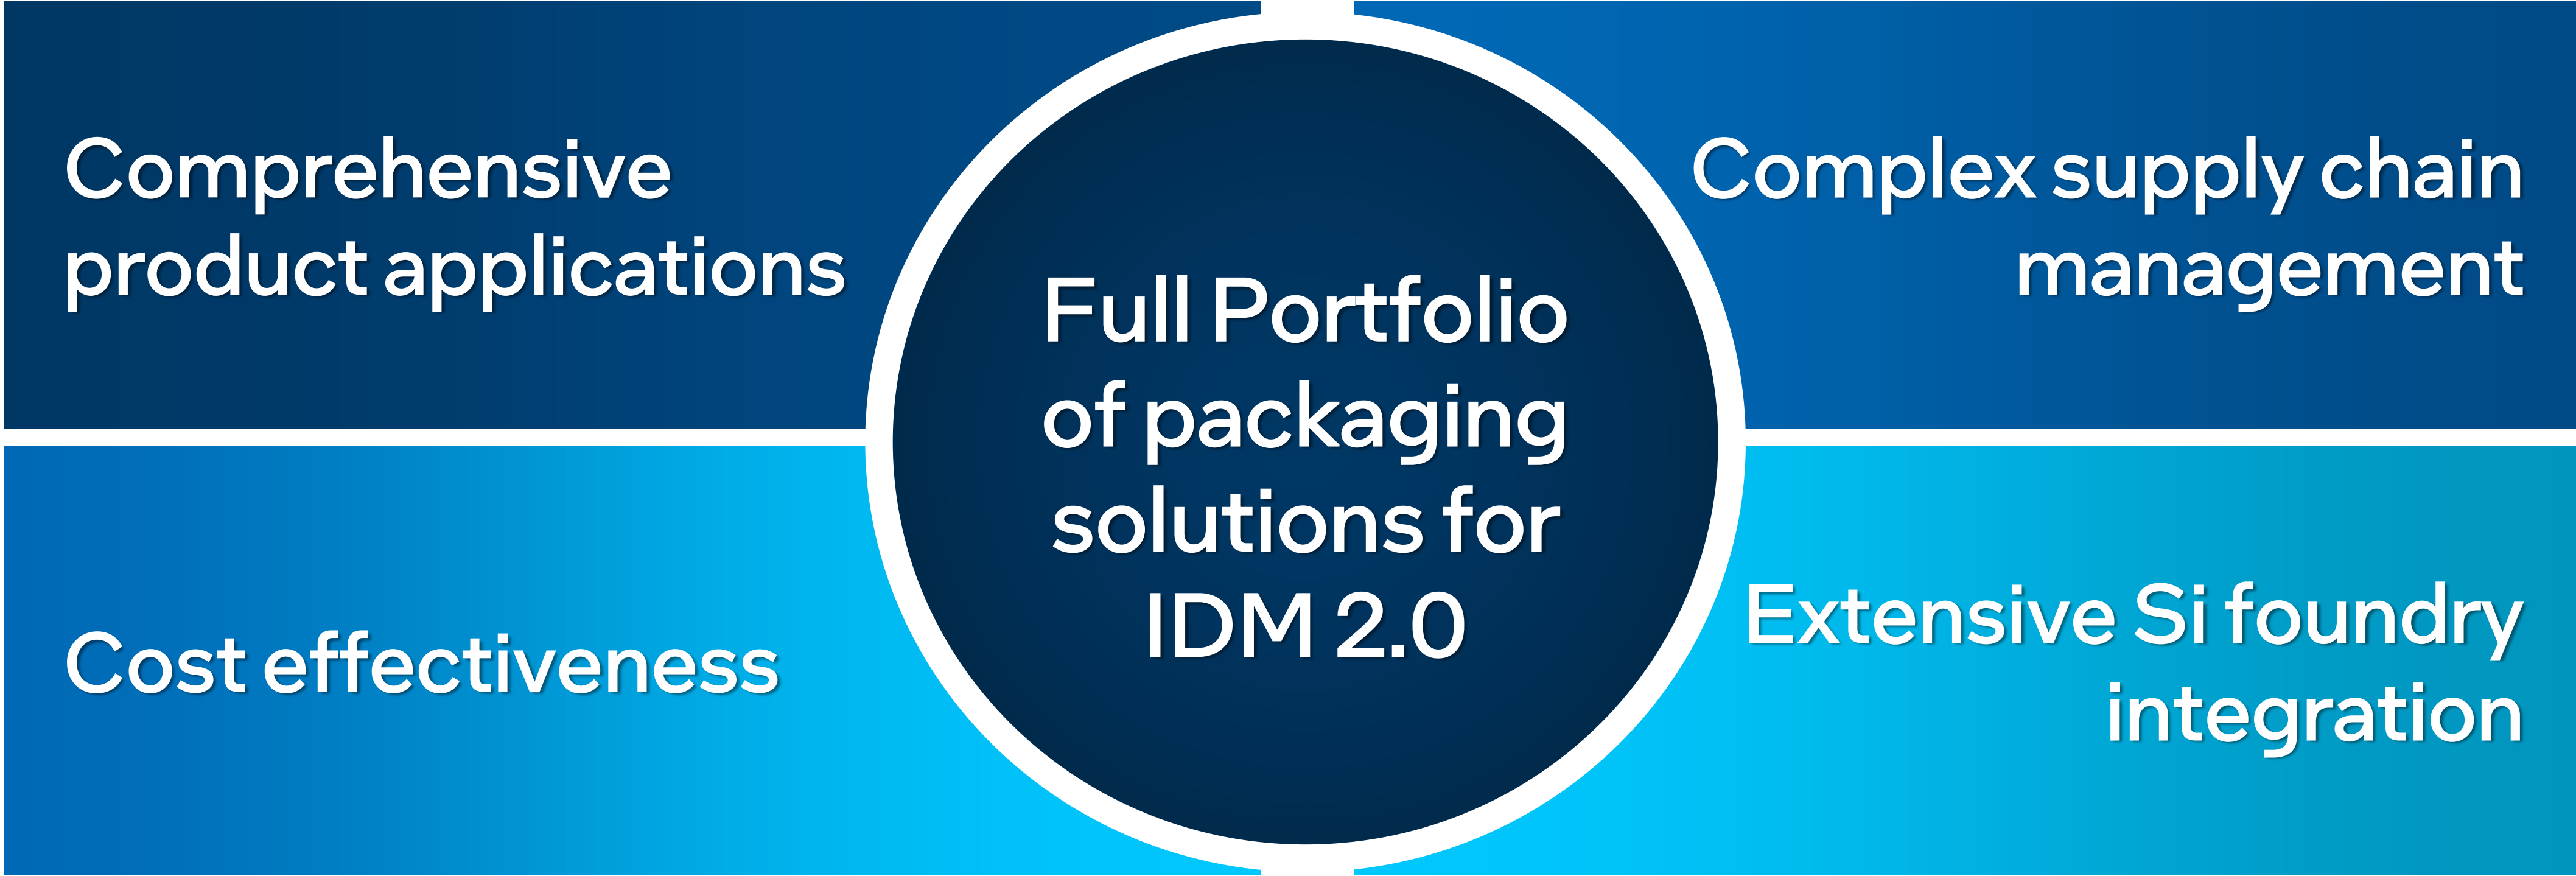 Comprehensive
product applications
Complex supply chain
management
Full Portfolio
of packaging
solutions for
IDM 2.0
Cost effectiveness
Extensive Si foundry
integration